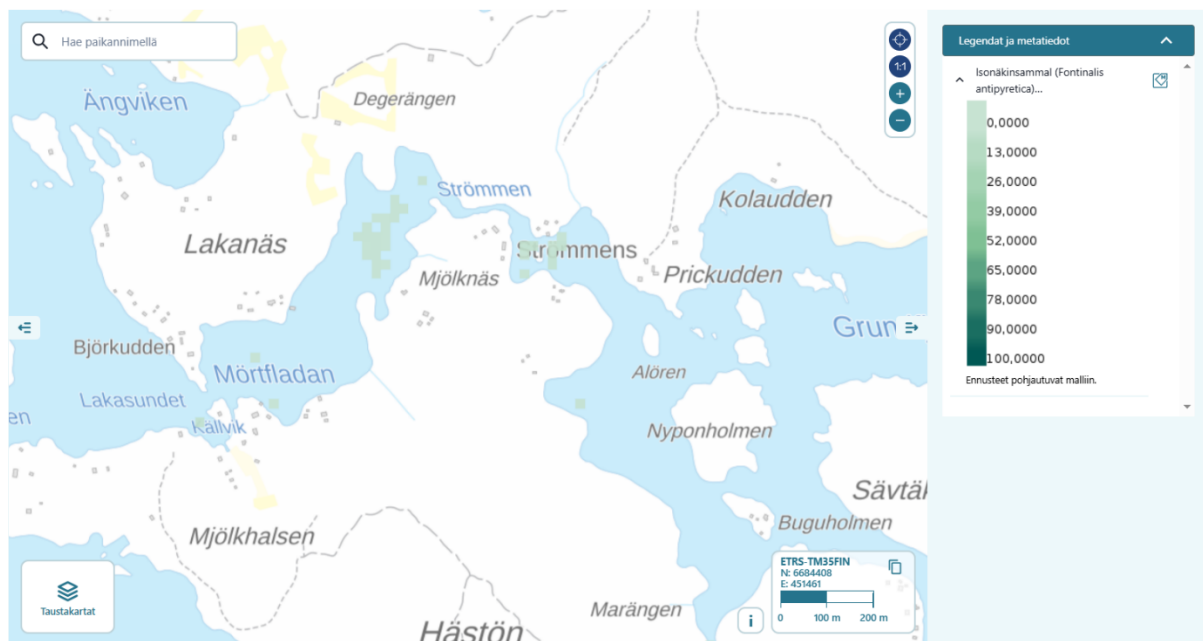 Hae paikannimellä
Ängviken
Degerängen
Strömmen
Kolaudden
Lakanäs
Strömmens
Mjölknäs
Prickudden
Grun
Björkudden
Mörtfladan
Alören
Lakasundet
en
Källvik
Nyponholmen
Sävtäk
Mjölkhalsen
Buguholmen
Marängen
Hästön
Taustakartat
ETRS-TM35FIN
N: 6684408
E: 451461
0 100 m 200 m
i
1:1
+
−
Legendat ja metatiedot
Isonäkinsammal (Fontinalis
antipyretica)...
0,0000
13,0000
26,0000
39,0000
52,0000
65,0000
78,0000
90,0000
100,0000
Ennusteet pohjautuvat malliin.